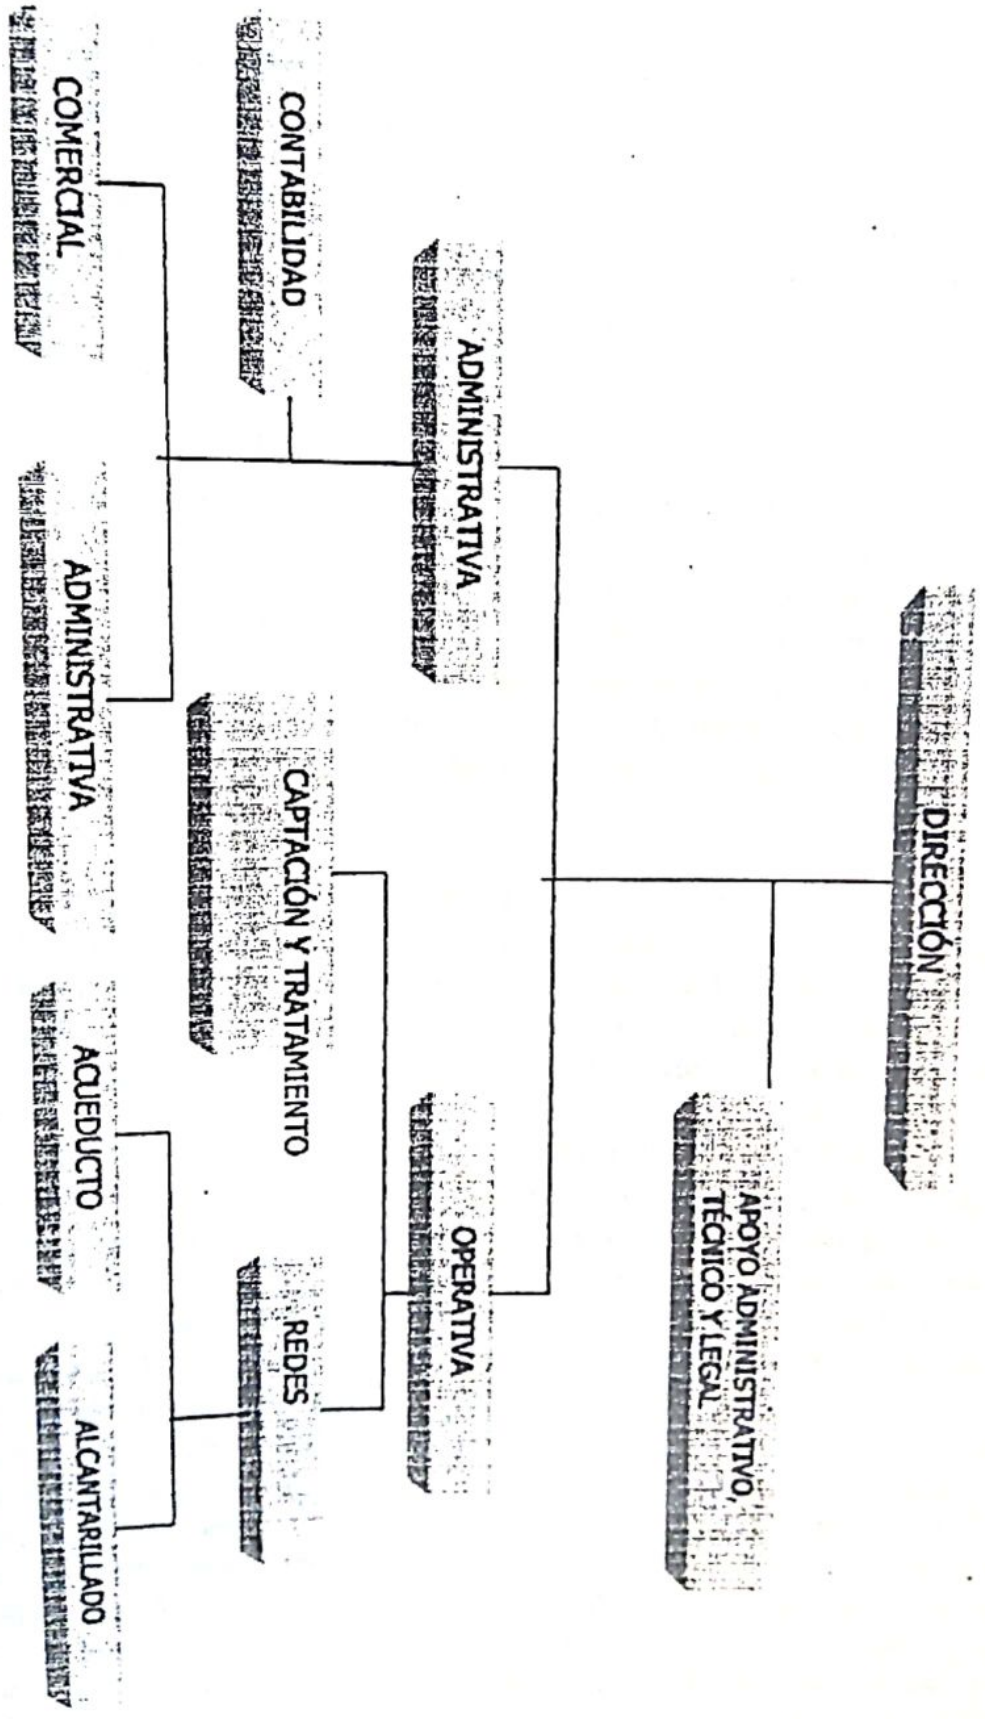 DIRECCIÓN
APOYO ADMINISTRATIVO,
TÉCNICO Y LEGAL
ADMINISTRATIVA
OPERATIVA
CONTABILIDAD
CAPTACIÓN Y TRATAMIENTO
REDES
COMERCIAL
ADMINISTRATIVA
ACUEDUCTO
ALCANTARILLADO